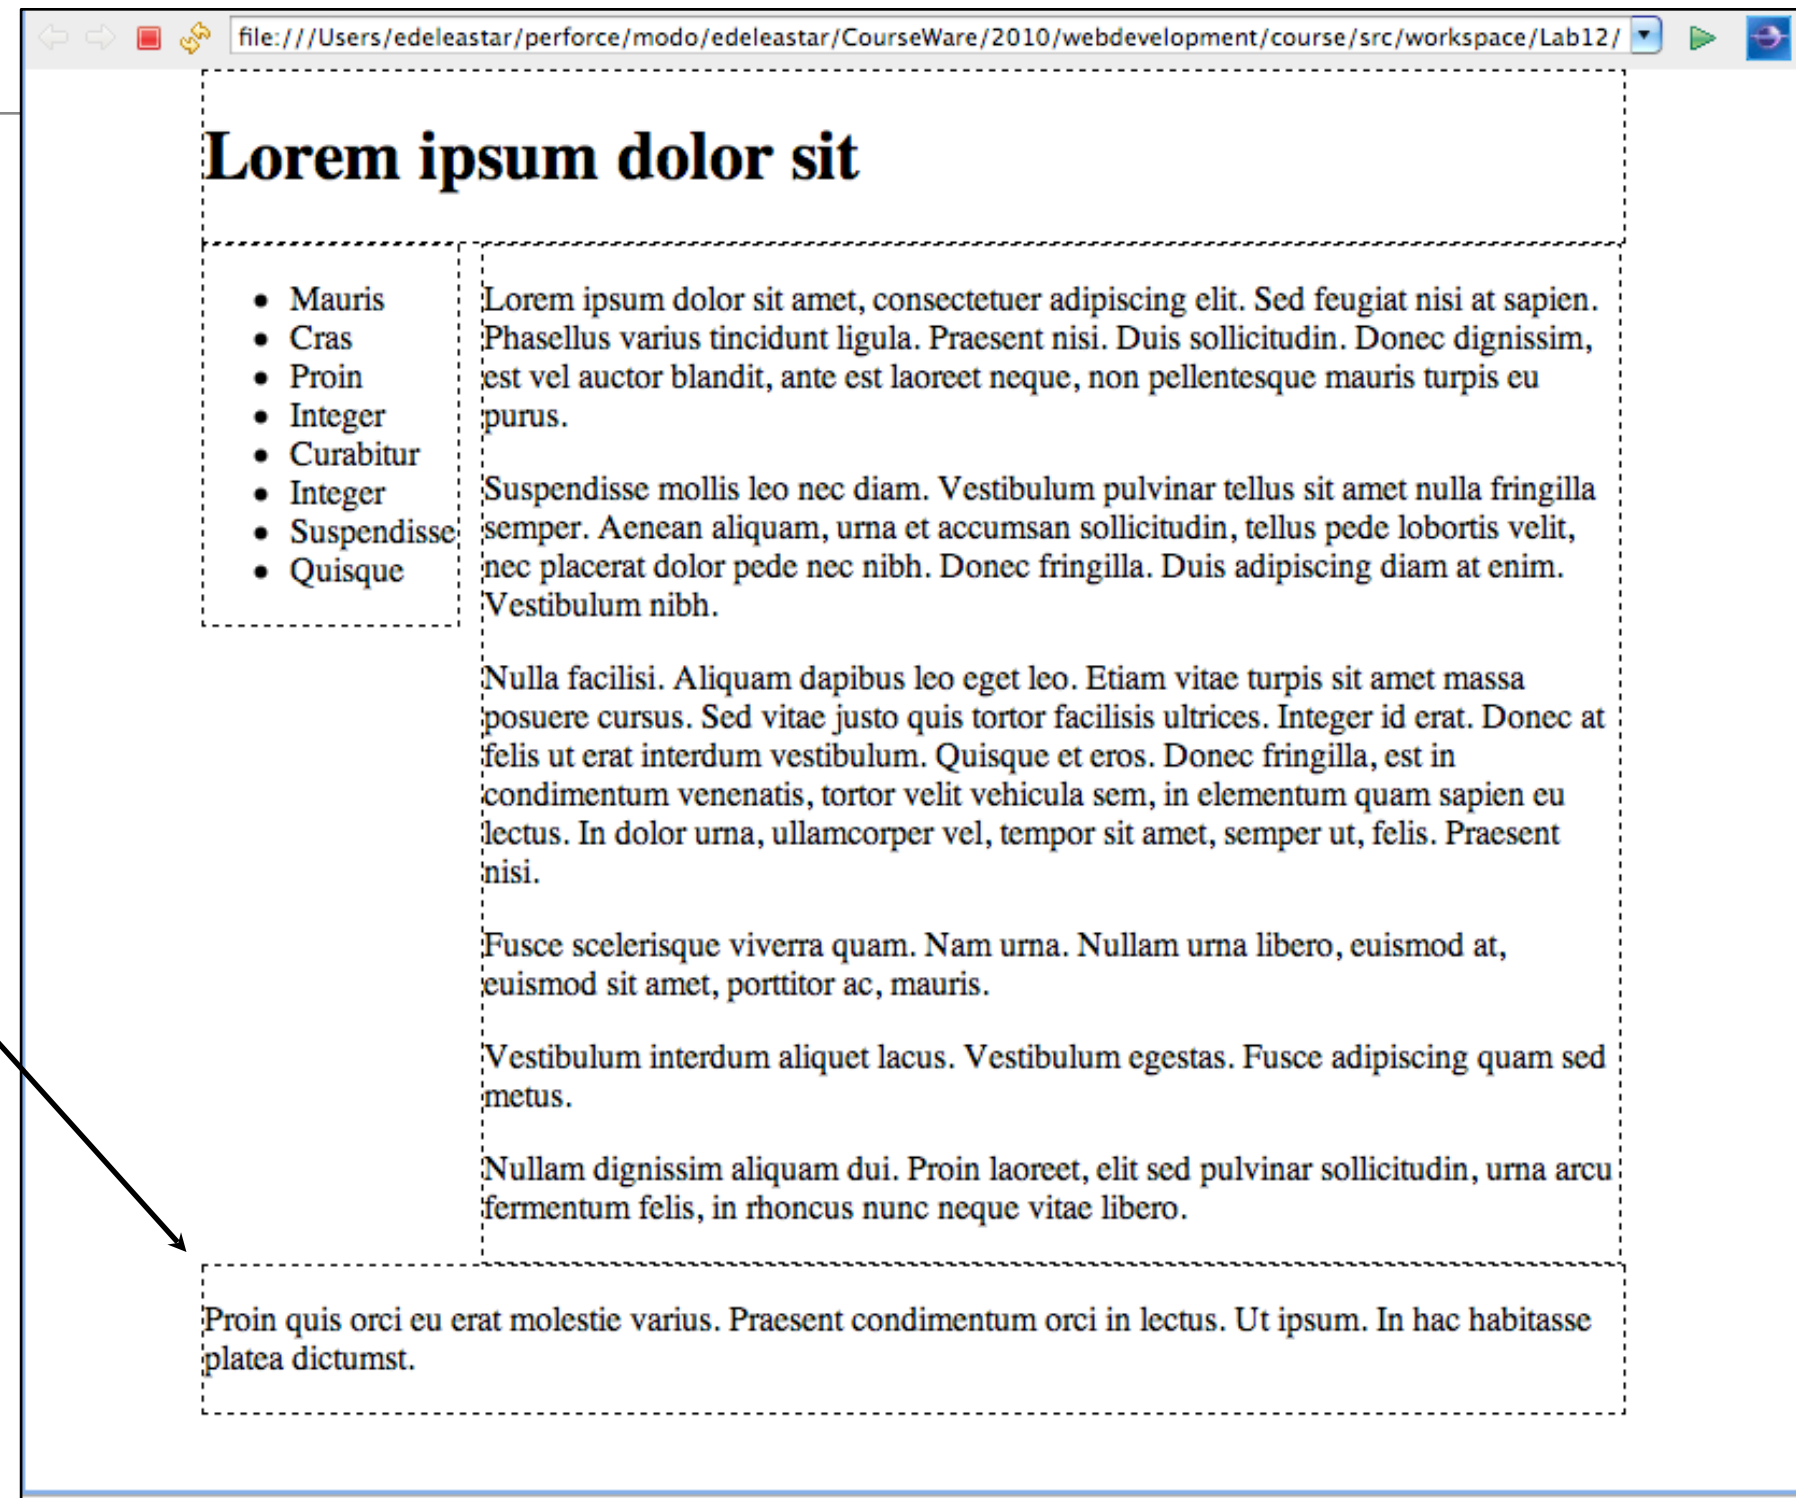 file:///Users/edeleastar/perforce/modo/edeleastar/CourseWare/2010/webdevelopment/course/src/workspace/Lab12/
Lorem ipsum dolor sit
• Mauris
• Cras
• Proin
• Integer
• Curabitur
• Integer
• Suspendisse
• Quisque
Lorem ipsum dolor sit amet, consectetuer adipiscing elit. Sed feugiat nisi at sapien.
Phasellus varius tincidunt ligula. Praesent nisi. Duis sollicitudin. Donec dignissim,
est vel auctor blandit, ante est laoreet neque, non pellentesque mauris turpis eu
purus.
Suspendisse mollis leo nec diam. Vestibulum pulvinar tellus sit amet nulla fringilla
semper. Aenean aliquam, urna et accumsan sollicitudin, tellus pede lobortis velit,
nec placerat dolor pede nec nibh. Donec fringilla. Duis adipiscing diam at enim.
Vestibulum nibh.
Nulla facilisi. Aliquam dapibus leo eget leo. Etiam vitae turpis sit amet massa
posuere cursus. Sed vitae justo quis tortor facilisis ultrices. Integer id erat. Donec at
felis ut erat interdum vestibulum. Quisque et eros. Donec fringilla, est in
condimentum venenatis, tortor velit vehicula sem, in elementum quam sapien eu
lectus. In dolor urna, ullamcorper vel, tempor sit amet, semper ut, felis. Praesent
nisi.
Fusce scelerisque viverra quam. Nam urna. Nullam urna libero, euismod at,
euismod sit amet, porttitor ac, mauris.
Vestibulum interdum aliquet lacus. Vestibulum egestas. Fusce adipiscing quam sed
metus.
Nullam dignissim aliquam dui. Proin laoreet, elit sed pulvinar sollicitudin, urna arcu
fermentum felis, in rhoncus nunc neque vitae libero.
Proin quis orci eu erat molestie varius. Praesent condimentum orci in lectus. Ut ipsum. In hac habitasse
platea dictumst.